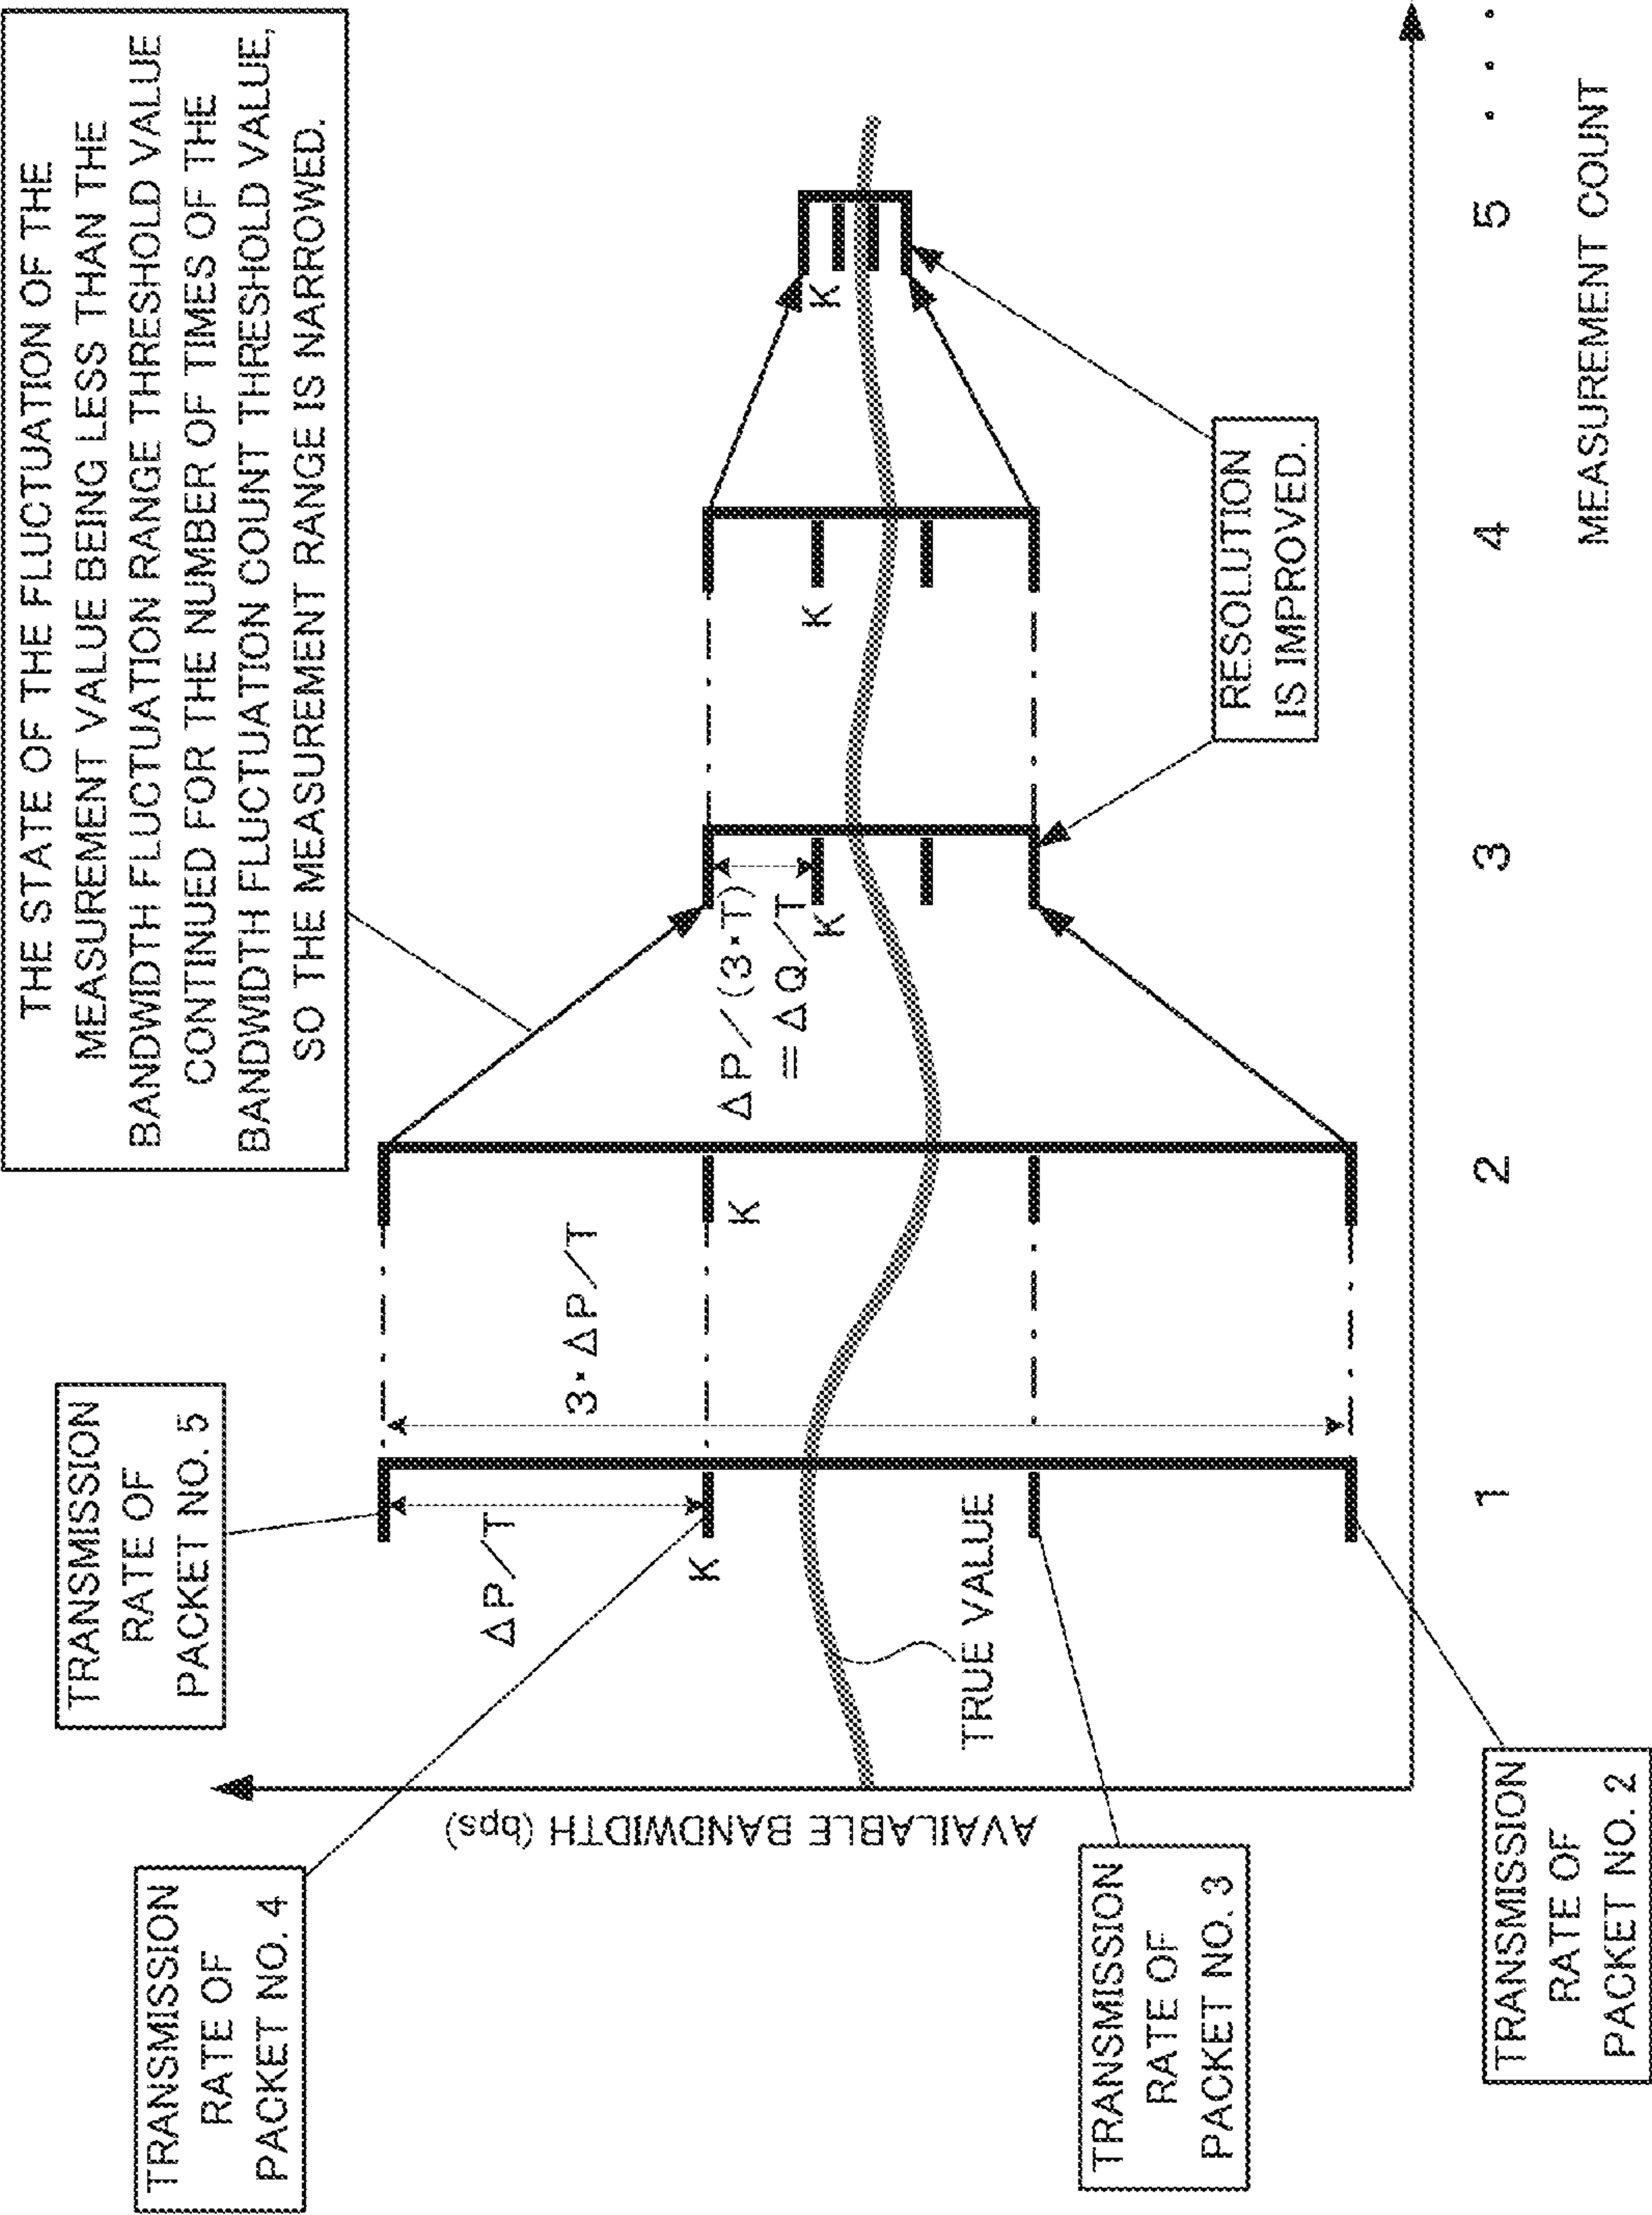 THE STATE OF THE FLUCTUATION OF THE
MEASUREMENT VALUE BEING LESS THAN THE
BANDWIDTH FLUCTUATION RANGE THRESHOLD VALUE
CONTINUED FOR THE NUMBER OF TIMES OF THE
BANDWIDTH FLUCTUATION COUNT THRESHOLD VALUE,
SO THE MEASUREMENT RANGE IS NARROWED.
TRANSMISSION
RATE OF
PACKET NO. 5
TRANSMISSION
RATE OF
PACKET NO. 4
AVAILABLE BANDWIDTH (bps)
ΔP/T
K
3·ΔP/T
K
ΔP/(3·T)
=ΔQ/T
K
K
K
TRUE VALUE
RESOLUTION
IS IMPROVED.
TRANSMISSION
RATE OF
PACKET NO. 3
TRANSMISSION
RATE OF
PACKET NO. 2
1
2
3
4
5
. . .
MEASUREMENT COUNT